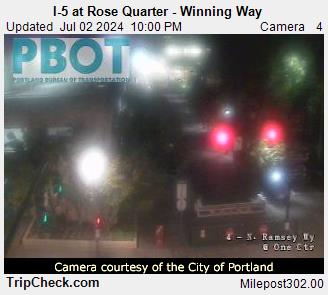 I-5 at Rose Quarter - Winning Way
Updated Jul 02 2024 10:00 PM Camera 4
PBOT
PORTLAND BUREAU OF TRANSPORTATION
4 - N. Ramsey Wy
@ One Ctr
Camera courtesy of the City of Portland
TripCheck.com Milepost302.00